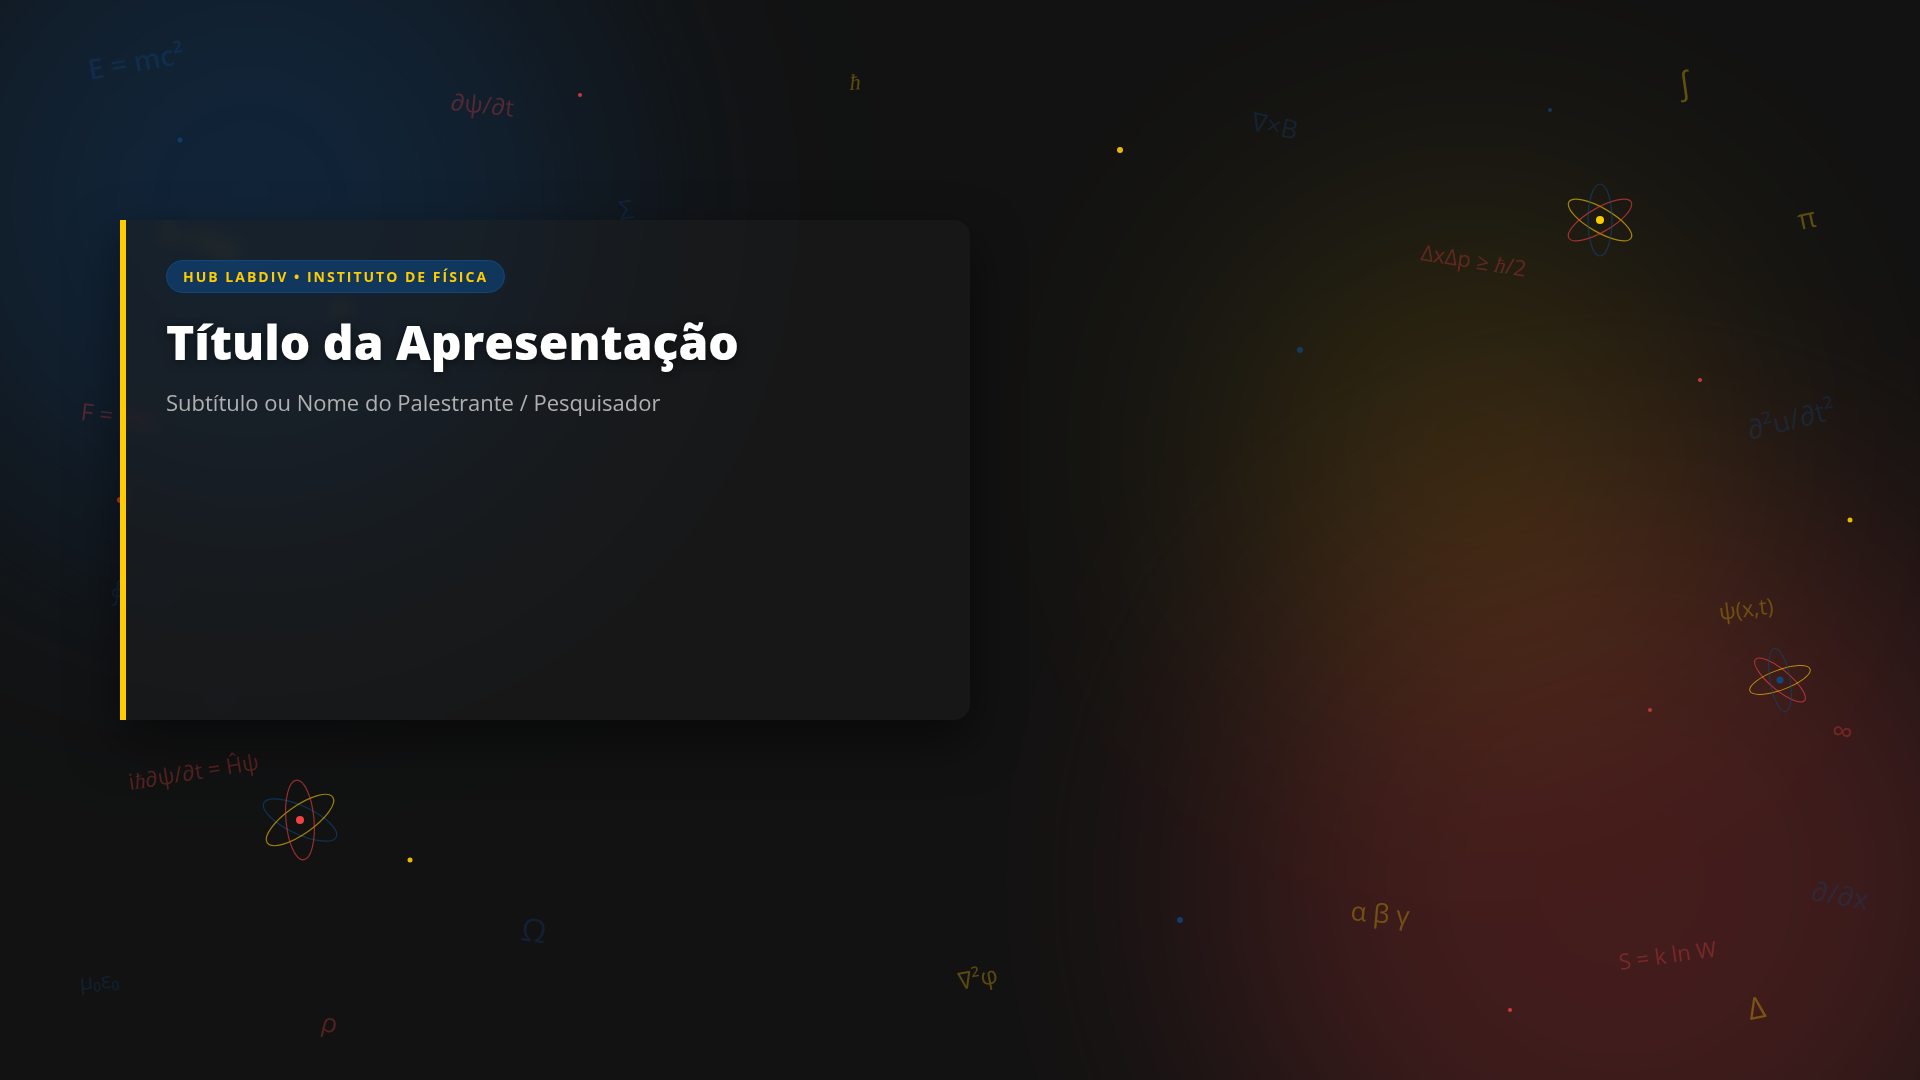 E = mc²
∂ψ/∂t
ħ
∇×B
∫
Σ
π
ΔxΔp ≥ ħ/2
HUB LABDIV • INSTITUTO DE FÍSICA
Título da Apresentação
Subtítulo ou Nome do Palestrante / Pesquisador
F =
∂²u/∂t²
ψ(x,t)
∞
iħ∂ψ/∂t = Ĥψ
∂/∂x
α β γ
Ω
S = k ln W
∇²φ
μ₀ε₀
Δ
ρ